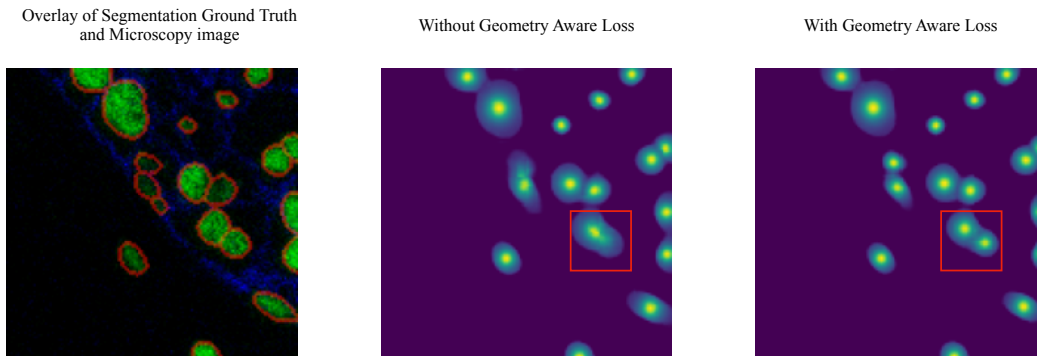 Overlay of Segmentation Ground Truth
and Microscopy image
Without Geometry Aware Loss
With Geometry Aware Loss